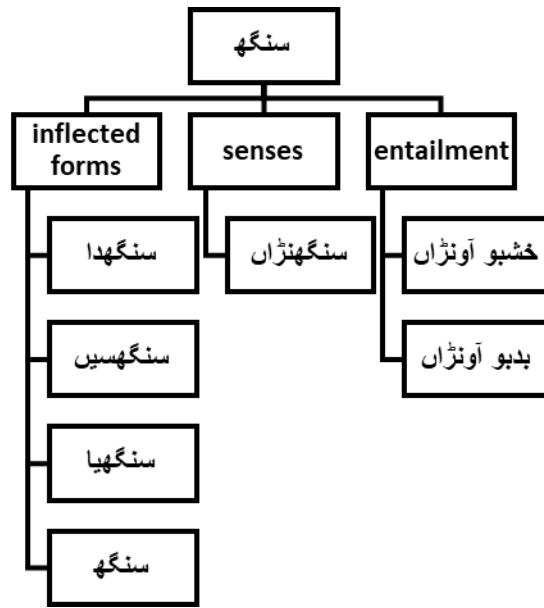 سنگھ
inflected
forms
senses
entailment
سنگھدا
سنگھنڑاں
خشبو آونڑاں
سنگھسیں
بدبو آونڑاں
سنگھیا
سنگھ